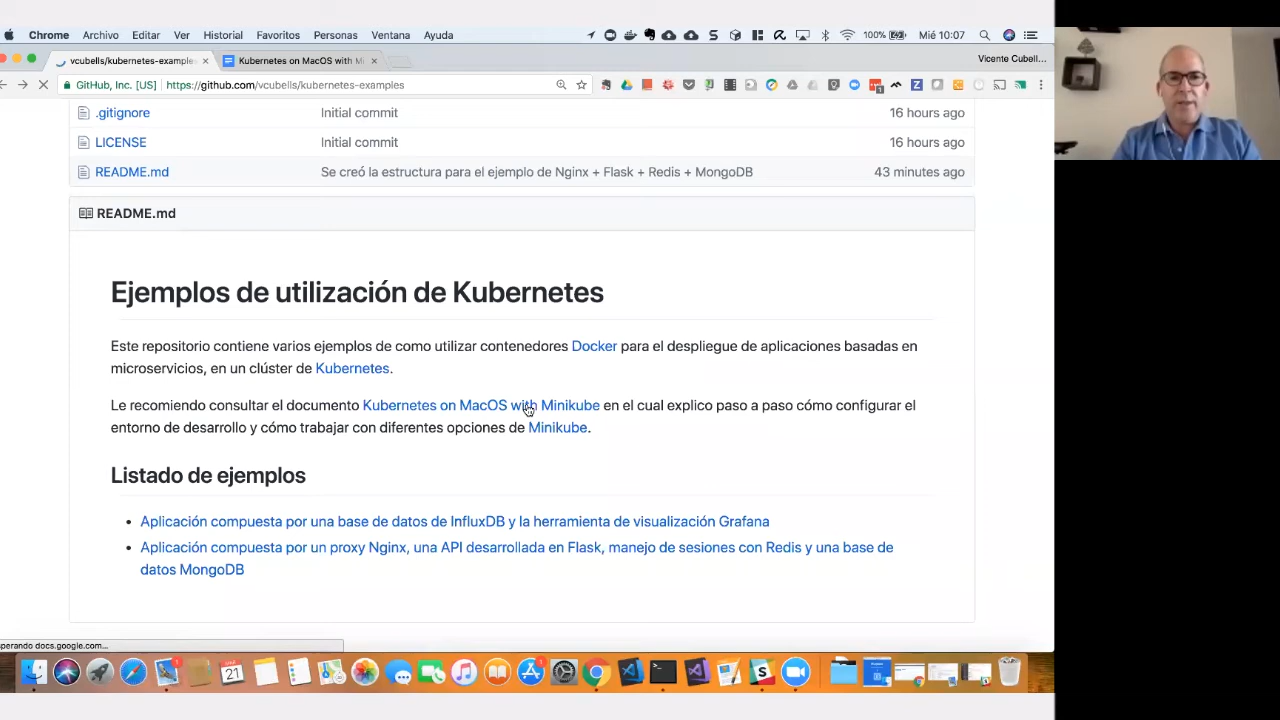 Chrome Archivo Editar Ver Historial Favoritos Personas Ventana Ayuda 100% Mié 10:07
vcubells/kubernetes-examples Kubernetes on MacOS with Mi Vicente Cubell...
GitHub, Inc. [US] https://github.com/vcubells/kubernetes-examples
.gitignore Initial commit 16 hours ago
LICENSE Initial commit 16 hours ago
README.md Se creó la estructura para el ejemplo de Nginx + Flask + Redis + MongoDB 43 minutes ago
README.md
Ejemplos de utilización de Kubernetes
Este repositorio contiene varios ejemplos de como utilizar contenedores Docker para el despliegue de aplicaciones basadas en
microservicios, en un clúster de Kubernetes.
Le recomiendo consultar el documento Kubernetes on MacOS with Minikube en el cual explico paso a paso cómo configurar el
entorno de desarrollo y cómo trabajar con diferentes opciones de Minikube.
Listado de ejemplos
Aplicación compuesta por una base de datos de InfluxDB y la herramienta de visualización Grafana
Aplicación compuesta por un proxy Nginx, una API desarrollada en Flask, manejo de sesiones con Redis y una base de
datos MongoDB
sperando docs.google.com...
21